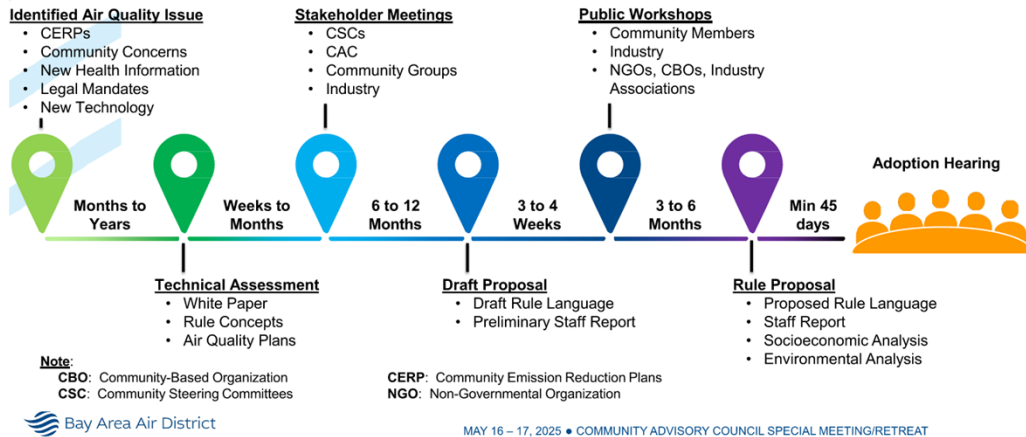 Identified Air Quality Issue
• CERPs
• Community Concerns
• New Health Information
• Legal Mandates
• New Technology
Stakeholder Meetings
• CSCs
• CAC
• Community Groups
• Industry
Public Workshops
• Community Members
• Industry
• NGOs, CBOs, Industry
Associations
Months to
Years
Weeks to
Months
6 to 12
Months
3 to 4
Weeks
3 to 6
Months
Min 45
days
Adoption Hearing
Technical Assessment
• White Paper
• Rule Concepts
• Air Quality Plans
Draft Proposal
• Draft Rule Language
• Preliminary Staff Report
Rule Proposal
• Proposed Rule Language
• Staff Report
• Socioeconomic Analysis
• Environmental Analysis
Note:
CBO: Community-Based Organization
CSC: Community Steering Committees
CERP: Community Emission Reduction Plans
NGO: Non-Governmental Organization
Bay Area Air District
MAY 16 – 17, 2025 ● COMMUNITY ADVISORY COUNCIL SPECIAL MEETING/RETREAT